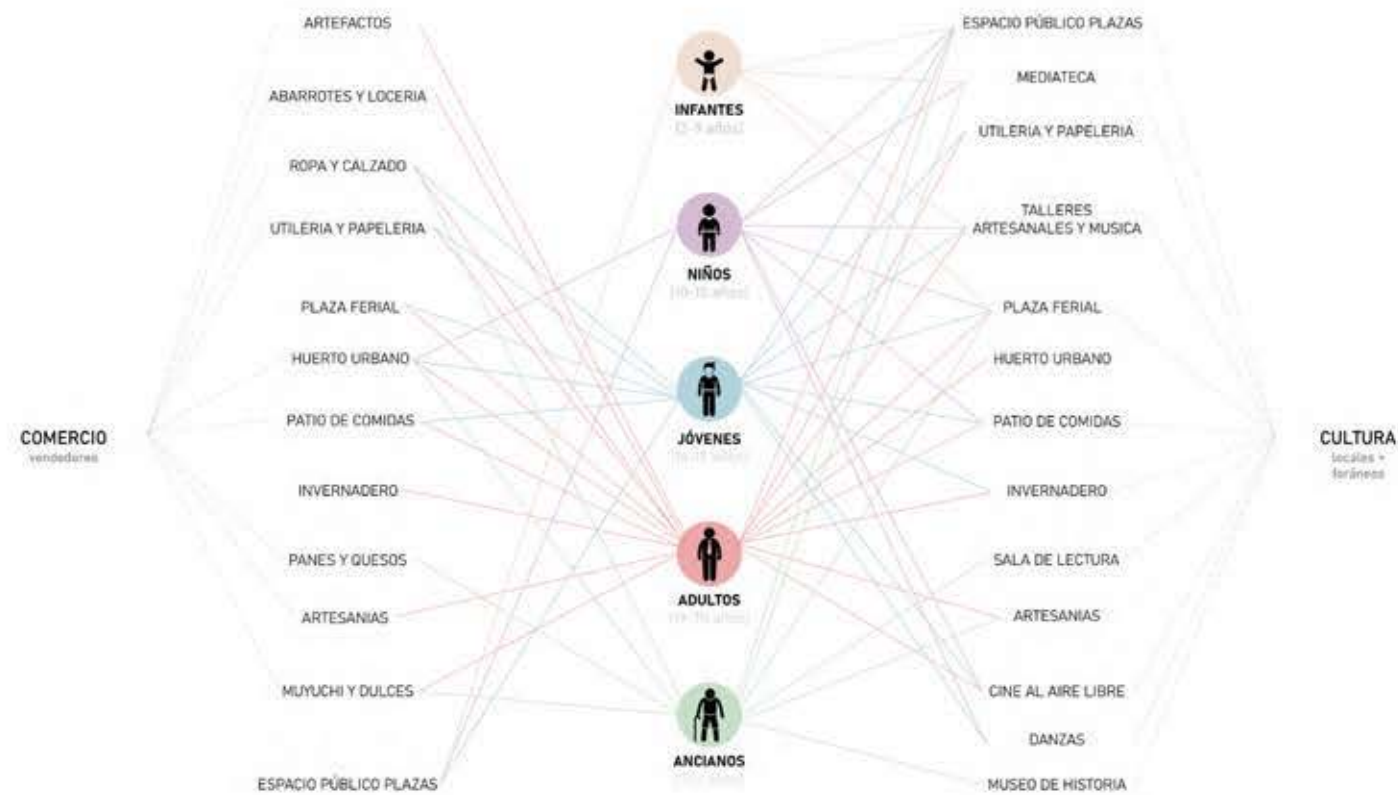 ARTEFACTOS
ABARROTES Y LOCERIA
ROPA Y CALZADO
UTILERIA Y PAPELERIA
PLAZA FERIAL
HUERTO URBANO
PATIO DE COMIDAS
INVERNADERO
PANES Y QUESOS
ARTESANIAS
MUYUCHI Y DULCES
ESPACIO PÚBLICO PLAZAS
COMERCIO
vendedores
INFANTES
NIÑOS
JÓVENES
ADULTOS
ANCIANOS
ESPACIO PÚBLICO PLAZAS
MEDIATECA
UTILERIA Y PAPELERIA
TALLERES
ARTESANALES Y MUSICA
PLAZA FERIAL
HUERTO URBANO
PATIO DE COMIDAS
INVERNADERO
SALA DE LECTURA
ARTESANIAS
CINE AL AIRE LIBRE
DANZAS
MUSEO DE HISTORIA
CULTURA
locales +
foráneos